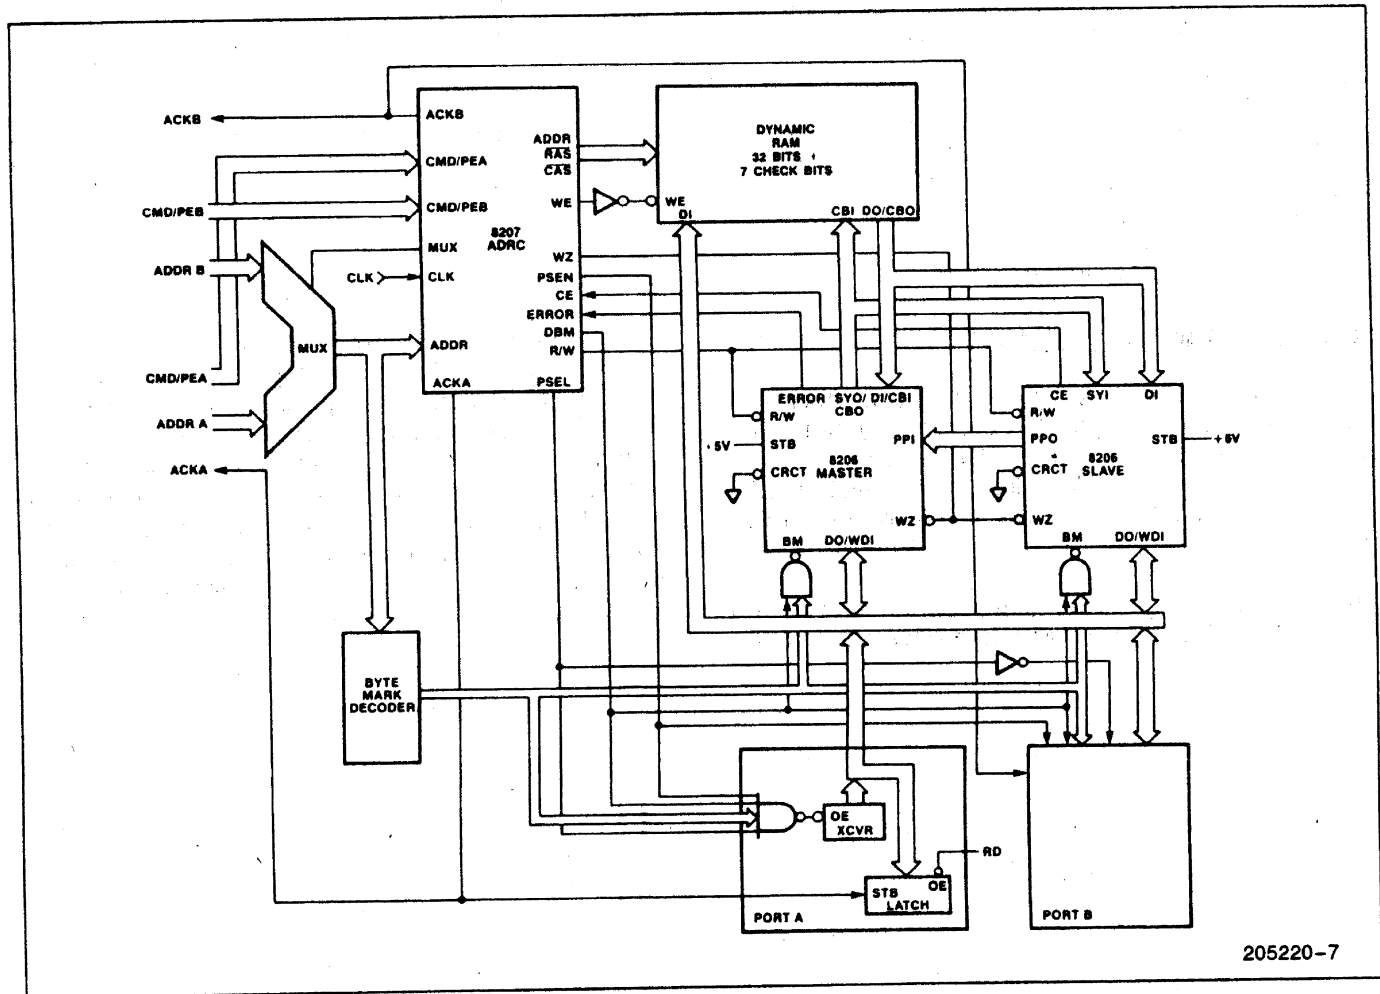 ACKB
CMD/PEB
ADDR B
CMD/PEA
ADDR A
ACKA
MUX
CLK
ACKB
CMD/PEA
CMD/PEB
8207
ADRC
MUX
CLK
ADDR
ACKA
PSEL
ADDR
RAS
CAS
WE
WZ
PSEN
CE
ERROR
DBM
R/W
DYNAMIC
RAM
32 BITS +
7 CHECK BITS
WE
DI
CBI
DO/CBO
ERROR
SYO/
CBO
DI/CBI
R/W
+5V
STB
PPI
8206
MASTER
CRCT
WZ
BM
DO/WDI
CE
SYI
DI
R/W
PPO
STB
+5V
8206
SLAVE
CRCT
WZ
BM
DO/WDI
BYTE
MARK
DECODER
OE
XCVR
RD
STB
OE
LATCH
PORT A
PORT B
205220-7